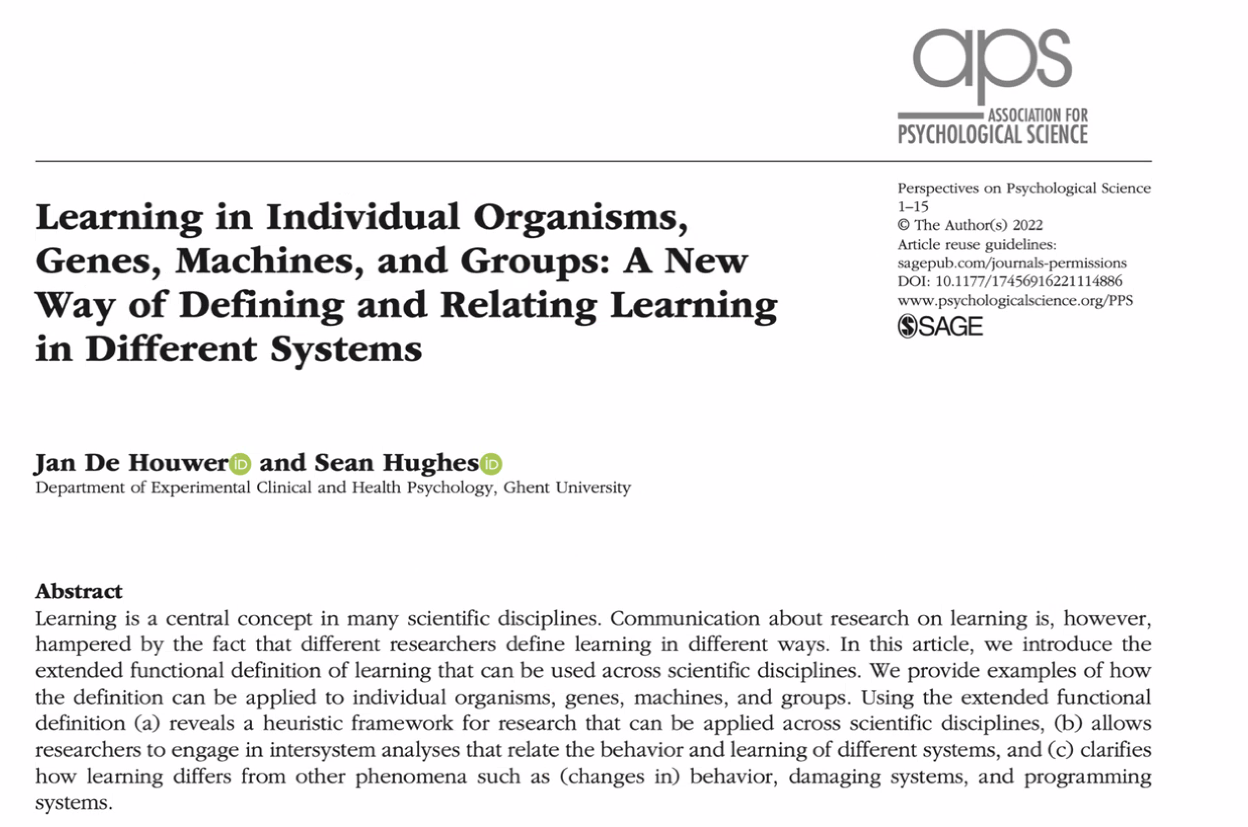 aps
ASSOCIATION FOR
PSYCHOLOGICAL SCIENCE
Perspectives on Psychological Science
1–15
© The Author(s) 2022
Article reuse guidelines:
sagepub.com/journals-permissions
DOI: 10.1177/17456916221114886
www.psychologicalscience.org/PPS
SAGE
Learning in Individual Organisms,
Genes, Machines, and Groups: A New
Way of Defining and Relating Learning
in Different Systems
Jan De Houwer iD and Sean Hughes iD
Department of Experimental Clinical and Health Psychology, Ghent University
Abstract
Learning is a central concept in many scientific disciplines. Communication about research on learning is, however,
hampered by the fact that different researchers define learning in different ways. In this article, we introduce the
extended functional definition of learning that can be used across scientific disciplines. We provide examples of how
the definition can be applied to individual organisms, genes, machines, and groups. Using the extended functional
definition (a) reveals a heuristic framework for research that can be applied across scientific disciplines, (b) allows
researchers to engage in intersystem analyses that relate the behavior and learning of different systems, and (c) clarifies
how learning differs from other phenomena such as (changes in) behavior, damaging systems, and programming
systems.